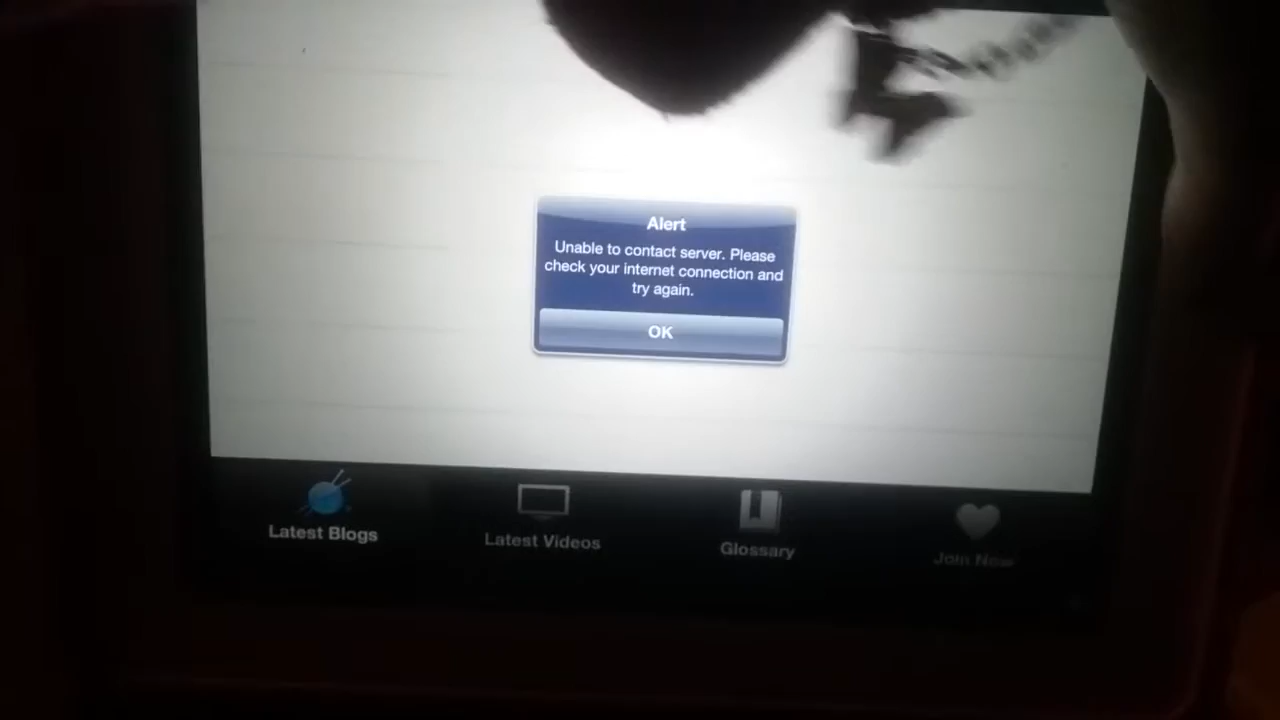 Alert
Unable to contact server. Please
check your internet connection and
try again.
OK
Latest Blogs
Latest Videos
Glossary
Join Now